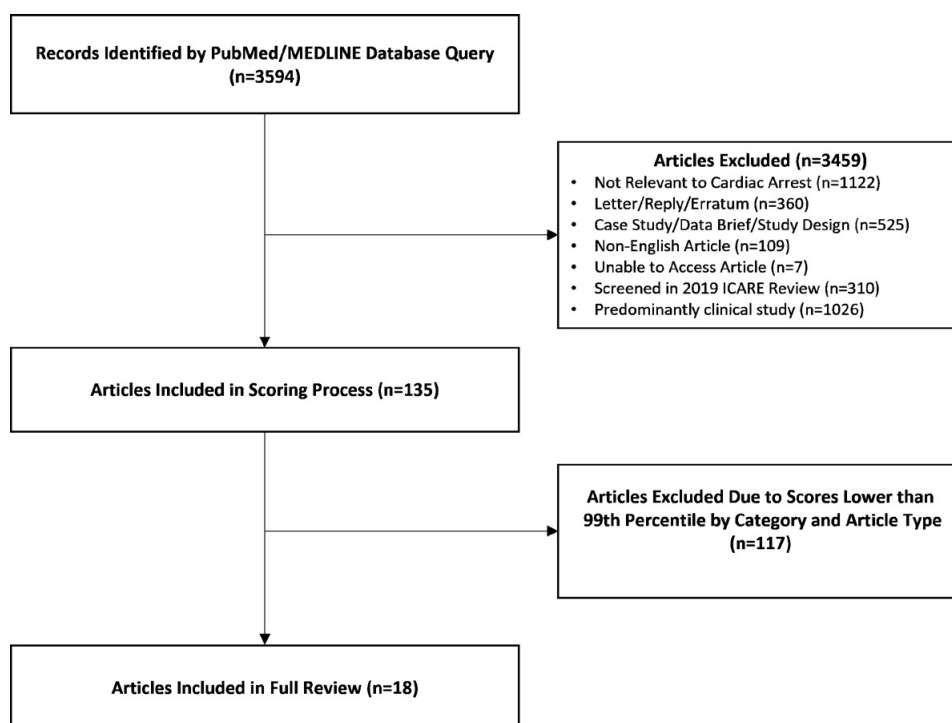 Records Identified by PubMed/MEDLINE Database Query
(n=3594)
Articles Excluded (n=3459)
• Not Relevant to Cardiac Arrest (n=1122)
• Letter/Reply/Erratum (n=360)
• Case Study/Data Brief/Study Design (n=525)
• Non-English Article (n=109)
• Unable to Access Article (n=7)
• Screened in 2019 ICARE Review (n=310)
• Predominantly clinical study (n=1026)
Articles Included in Scoring Process (n=135)
Articles Excluded Due to Scores Lower than
99th Percentile by Category and Article Type
(n=117)
Articles Included in Full Review (n=18)